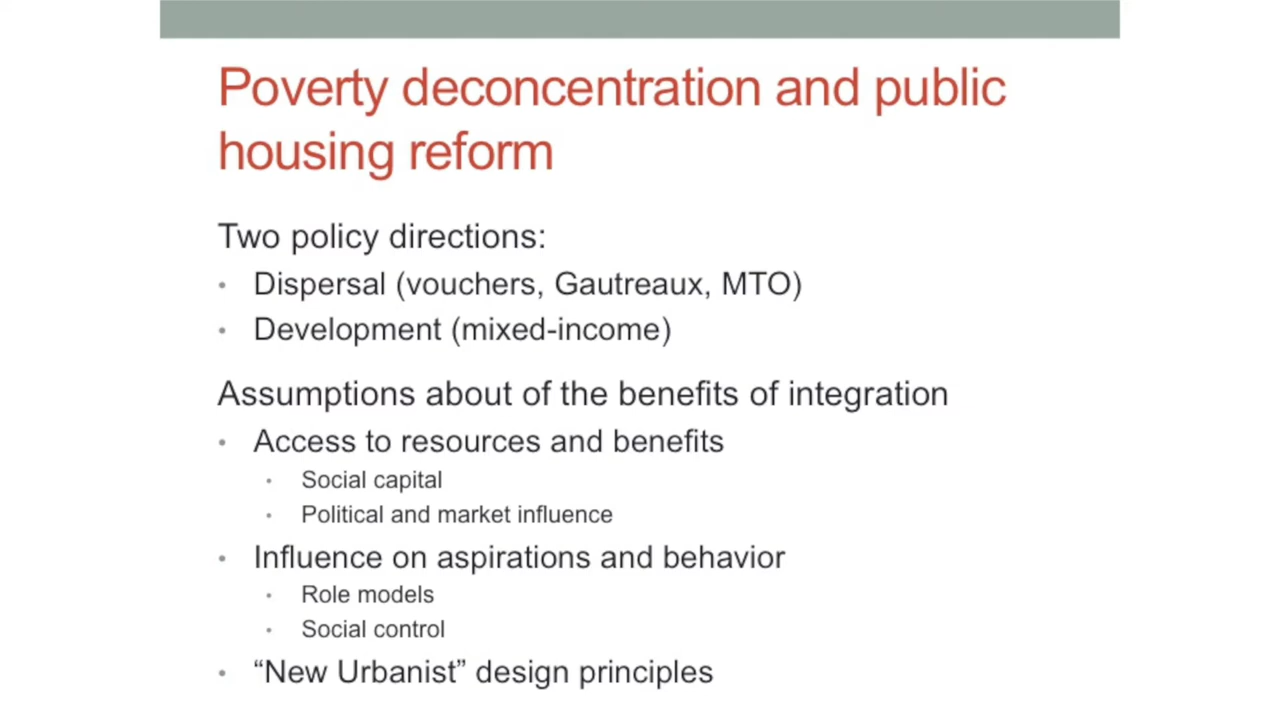 Poverty deconcentration and public
housing reform
Two policy directions:
• Dispersal (vouchers, Gautreaux, MTO)
• Development (mixed-income)
Assumptions about of the benefits of integration
• Access to resources and benefits
• Social capital
• Political and market influence
• Influence on aspirations and behavior
• Role models
• Social control
• “New Urbanist” design principles